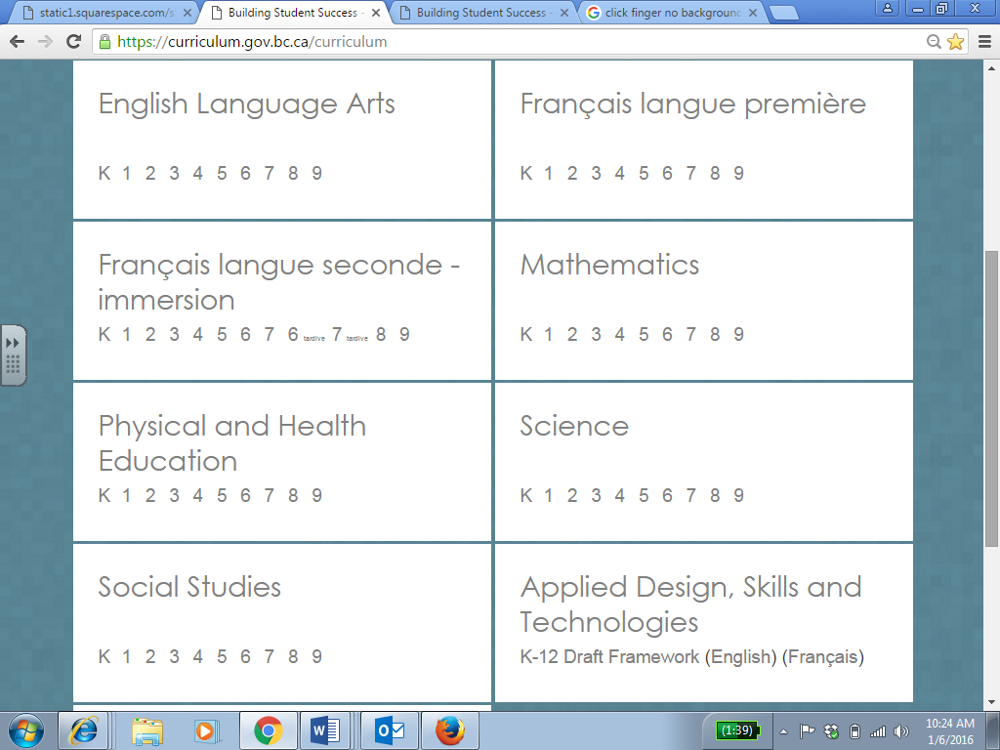 static1.squarespace.com/s
Building Student Success -
Building Student Success -
click finger no background
https://curriculum.gov.bc.ca/curriculum
English Language Arts
K 1 2 3 4 5 6 7 8 9
Français langue première
K 1 2 3 4 5 6 7 8 9
Français langue seconde -
immersion
K 1 2 3 4 5 6 7 6 tardive 7 tardive 8 9
Mathematics
K 1 2 3 4 5 6 7 8 9
Physical and Health
Education
K 1 2 3 4 5 6 7 8 9
Science
K 1 2 3 4 5 6 7 8 9
Social Studies
K 1 2 3 4 5 6 7 8 9
Applied Design, Skills and
Technologies
K-12 Draft Framework (English) (Français)
(1:39)
10:24 AM
1/6/2016